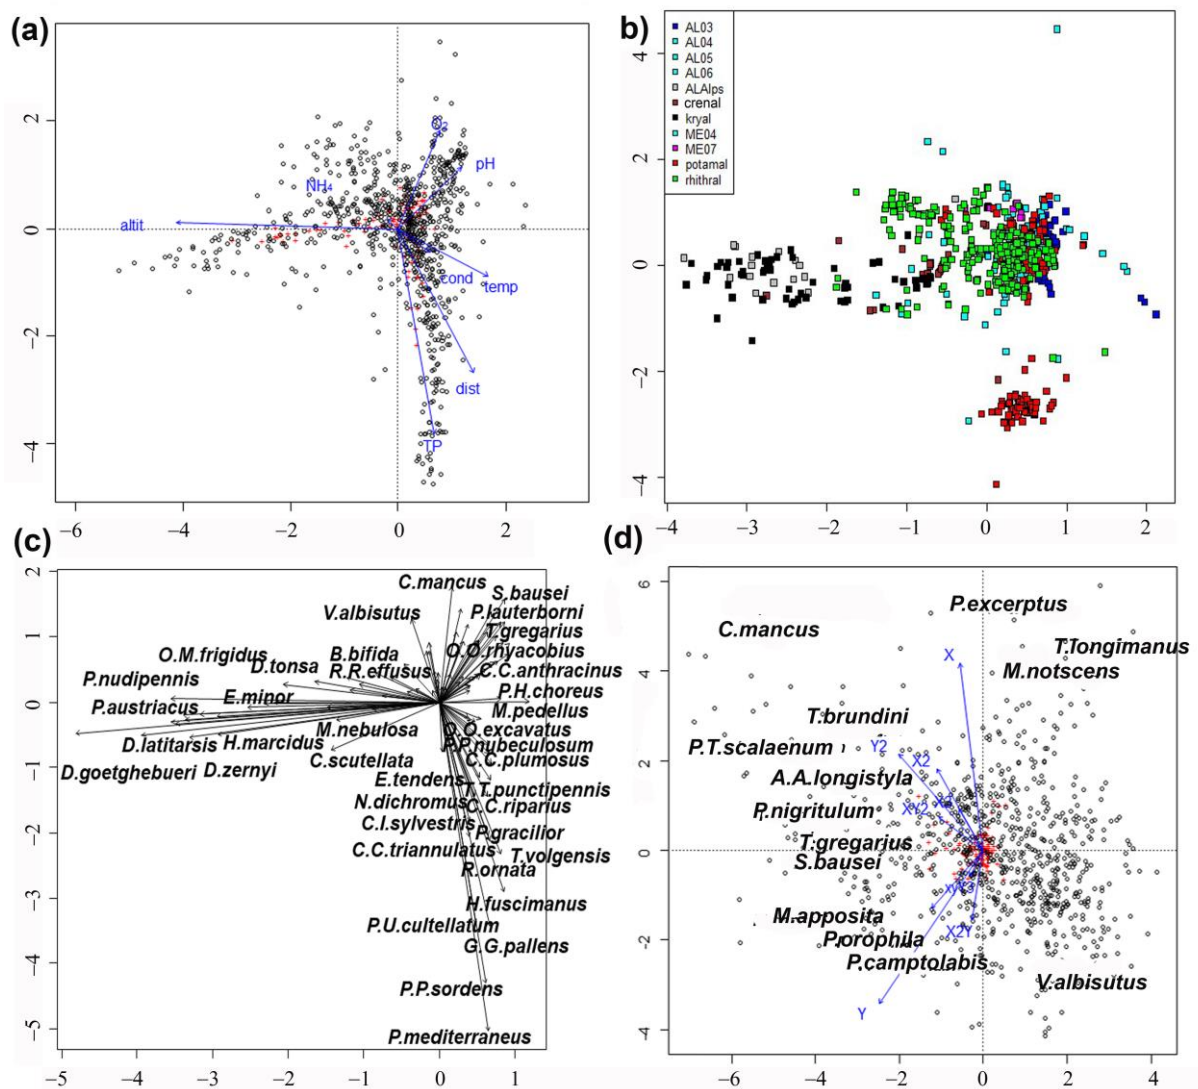 (a)
2
0
−2
−4
−6
−4
−2
0
2
O₂
pH
NH₄
altit
cond
temp
dist
TP
b)
AL03
AL04
AL05
AL06
ALAlps
crenal
kryal
ME04
ME07
potamal
rhithral
4
2
0
−2
−4
−4
−3
−2
−1
0
1
2
(c)
2
1
0
−1
−2
−3
−4
−5
−5
−4
−3
−2
−1
0
1
C.mancus
S.bausei
V.albisutus
P.lauterborni
T.gregarius
O.O.rhyacobius
O.M.frigidus
B.bifida
D.tonsa
R.R.effusus
C.C.anthracinus
P.nudipennis
E.minor
P.H.choreus
P.austriacus
M.pedellus
M.nebulosa
O.O.excavatus
D.latitarsis
H.marcidus
P.P.nubeculosum
C.scutellata
C.C.plumosus
D.goetghebueri
D.zernyi
E.tendens
T.T.punctipennis
N.dichromus
C.C.riparius
C.I.sylvestris
P.gracilior
C.C.triannulatus
T.volgensis
R.ornata
H.fuscimanus
P.U.cultellatum
G.G.pallens
P.P.sordens
P.mediterraneus
(d)
6
4
2
0
−2
−4
−6
−4
−2
0
2
4
P.excerptus
C.mancus
T.longimanus
X
M.notscens
T.brundini
P.T.scalaenum
Y2
X2
A.A.longistyla
XY2
P.nigritulum
T.gregarius
S.bausei
M.apposita
X2Y
P.orophila
P.camptolabis
V.albisutus
Y